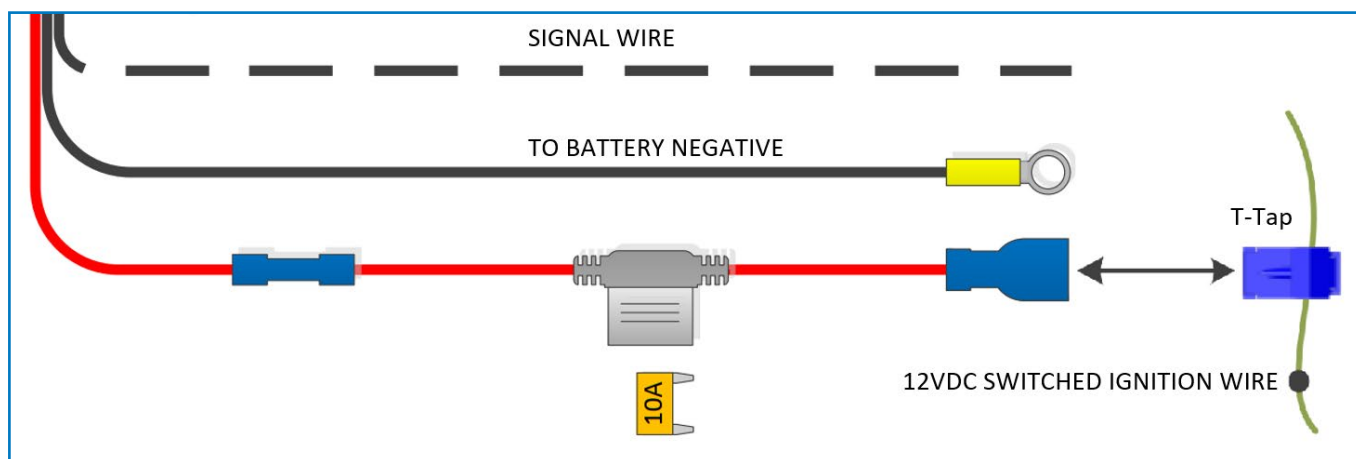 SIGNAL WIRE
TO BATTERY NEGATIVE
T-Tap
12VDC SWITCHED IGNITION WIRE
10A